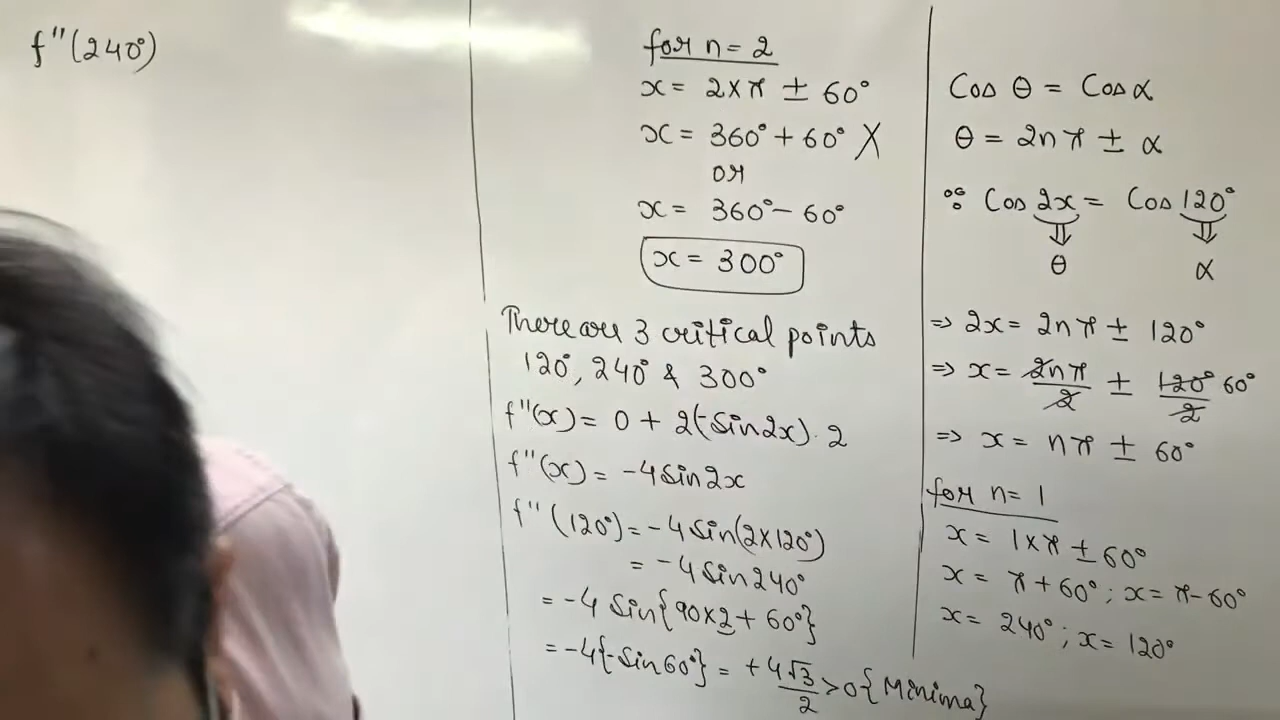 f''(240°)
for n = 2
x = 2×π ± 60°
x = 360° + 60° X
or
x = 360° - 60°
x = 300°
There are 3 critical points
120°, 240° & 300°
f''(x) = 0 + 2(-sin2x).2
f''(x) = -4sin2x
f''(120°) = -4sin(2×120°)
= -4sin240°
= -4 sin{90×2 + 60°}
= -4{-sin60°} = +4√3/2 > 0 {Minima}
Cos θ = Cos α
θ = 2nπ ± α
∵ Cos 2x = Cos 120°
⇓ ⇓
θ α
⇒ 2x = 2nπ ± 120°
⇒ x = 2nπ/2 ± 120°/2 60°
⇒ x = nπ ± 60°
for n = 1
x = 1×π ± 60°
x = π + 60° ; x = π - 60°
x = 240° ; x = 120°